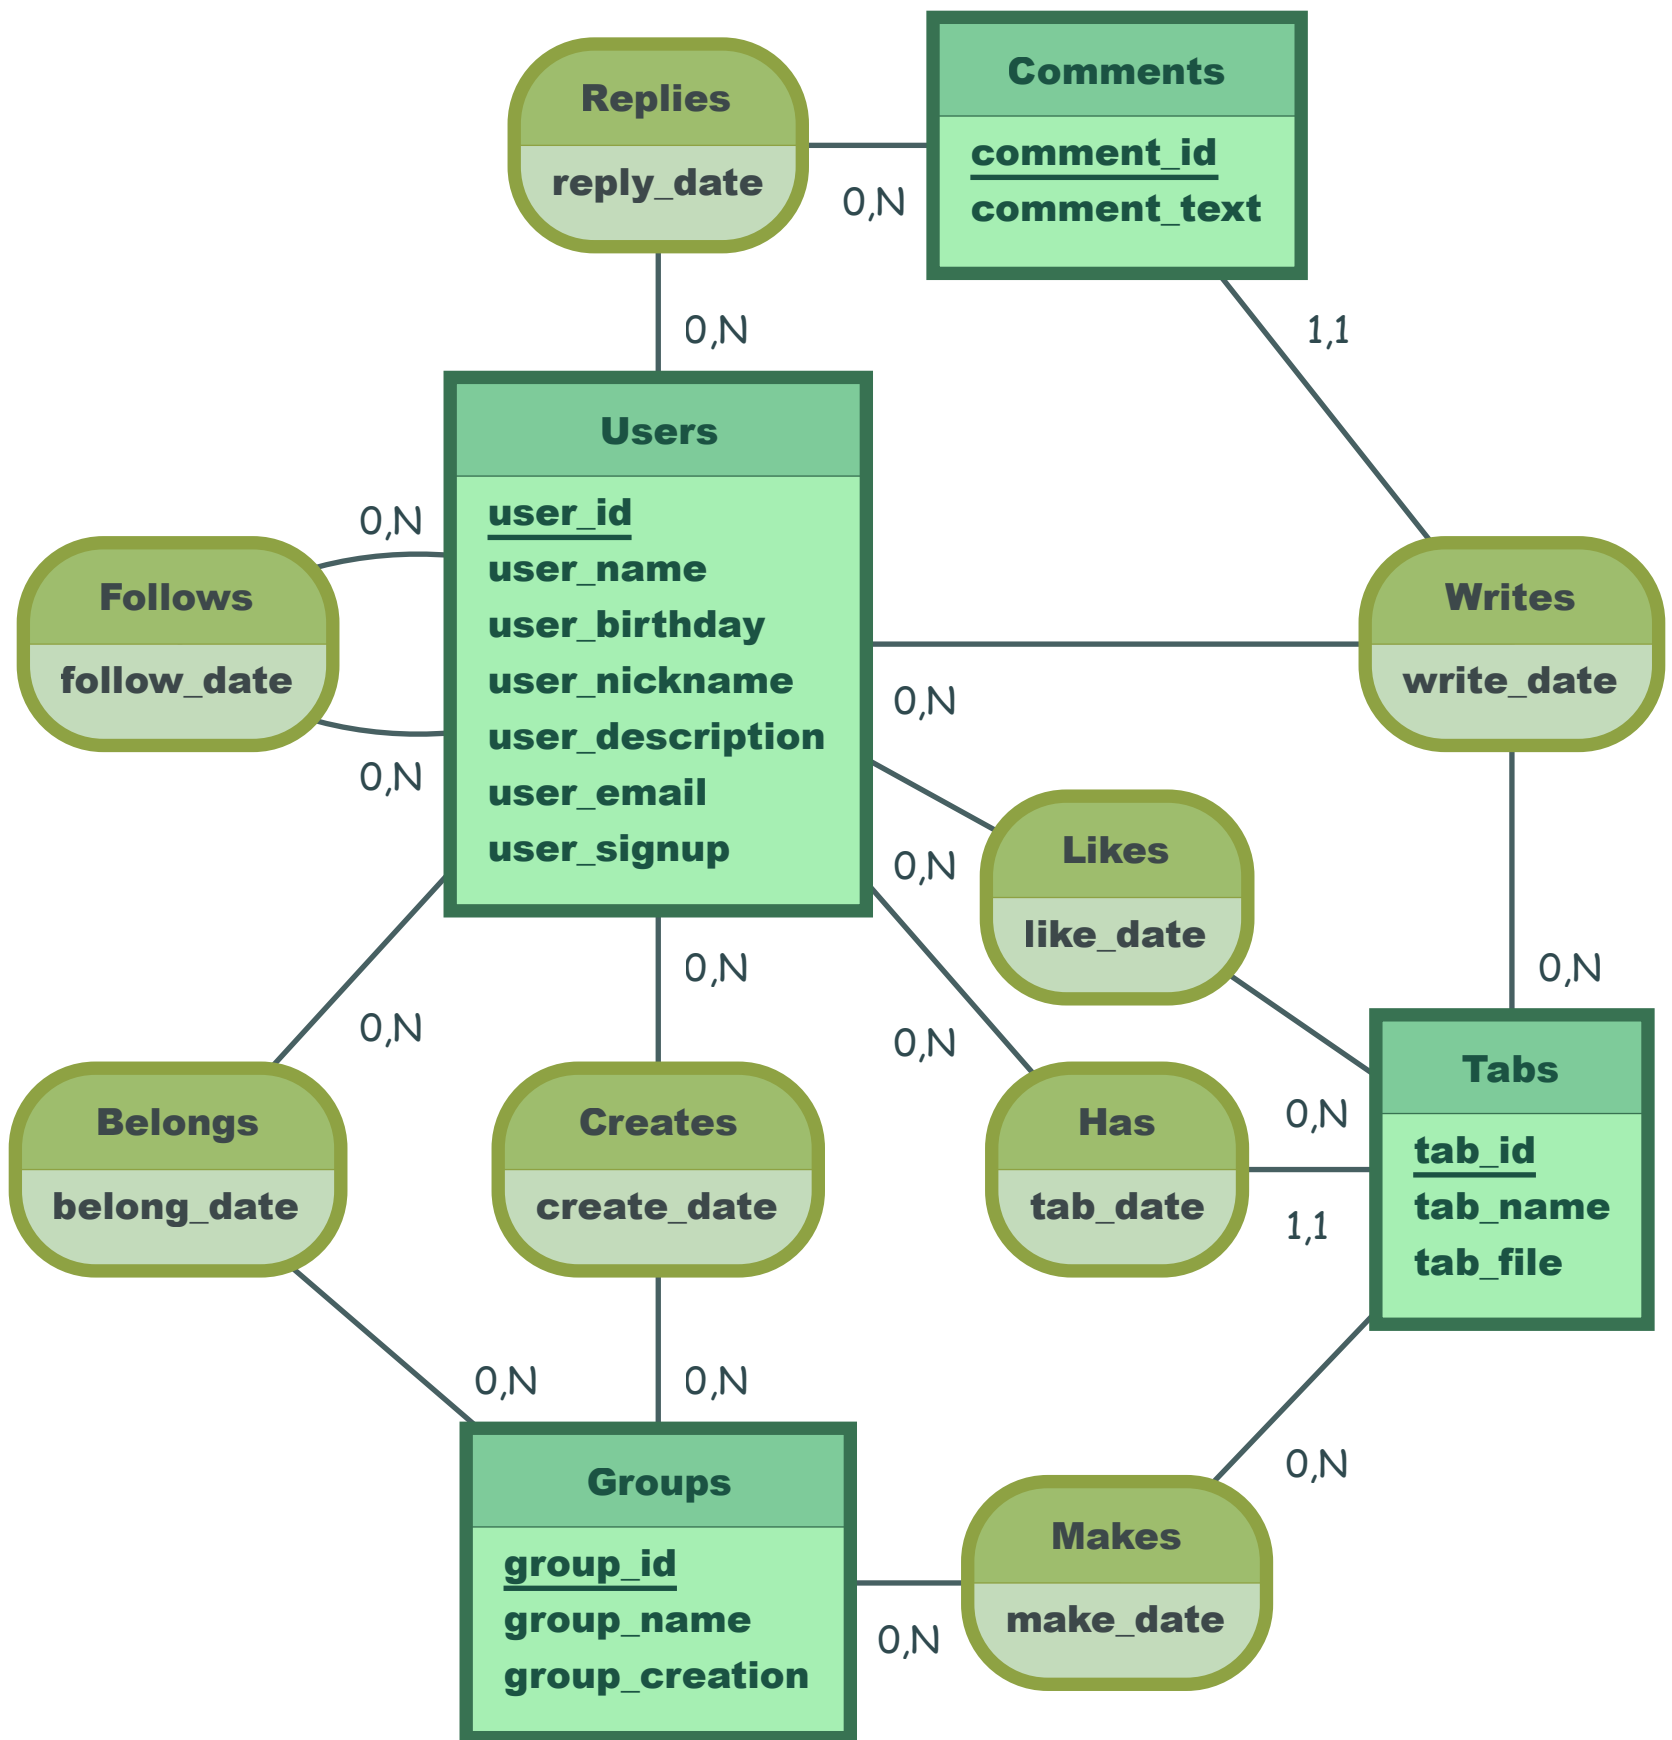 Replies
reply_date
0,N
Comments
comment_id
comment_text
0,N
1,1
Users
user_id
user_name
user_birthday
user_nickname
user_description
user_email
user_signup
0,N
Follows
follow_date
0,N
Writes
write_date
0,N
0,N
Likes
like_date
0,N
0,N
0,N
0,N
0,N
Belongs
belong_date
Creates
create_date
Has
tab_date
0,N
1,1
Tabs
tab_id
tab_name
tab_file
0,N
0,N
0,N
Groups
group_id
group_name
group_creation
0,N
Makes
make_date